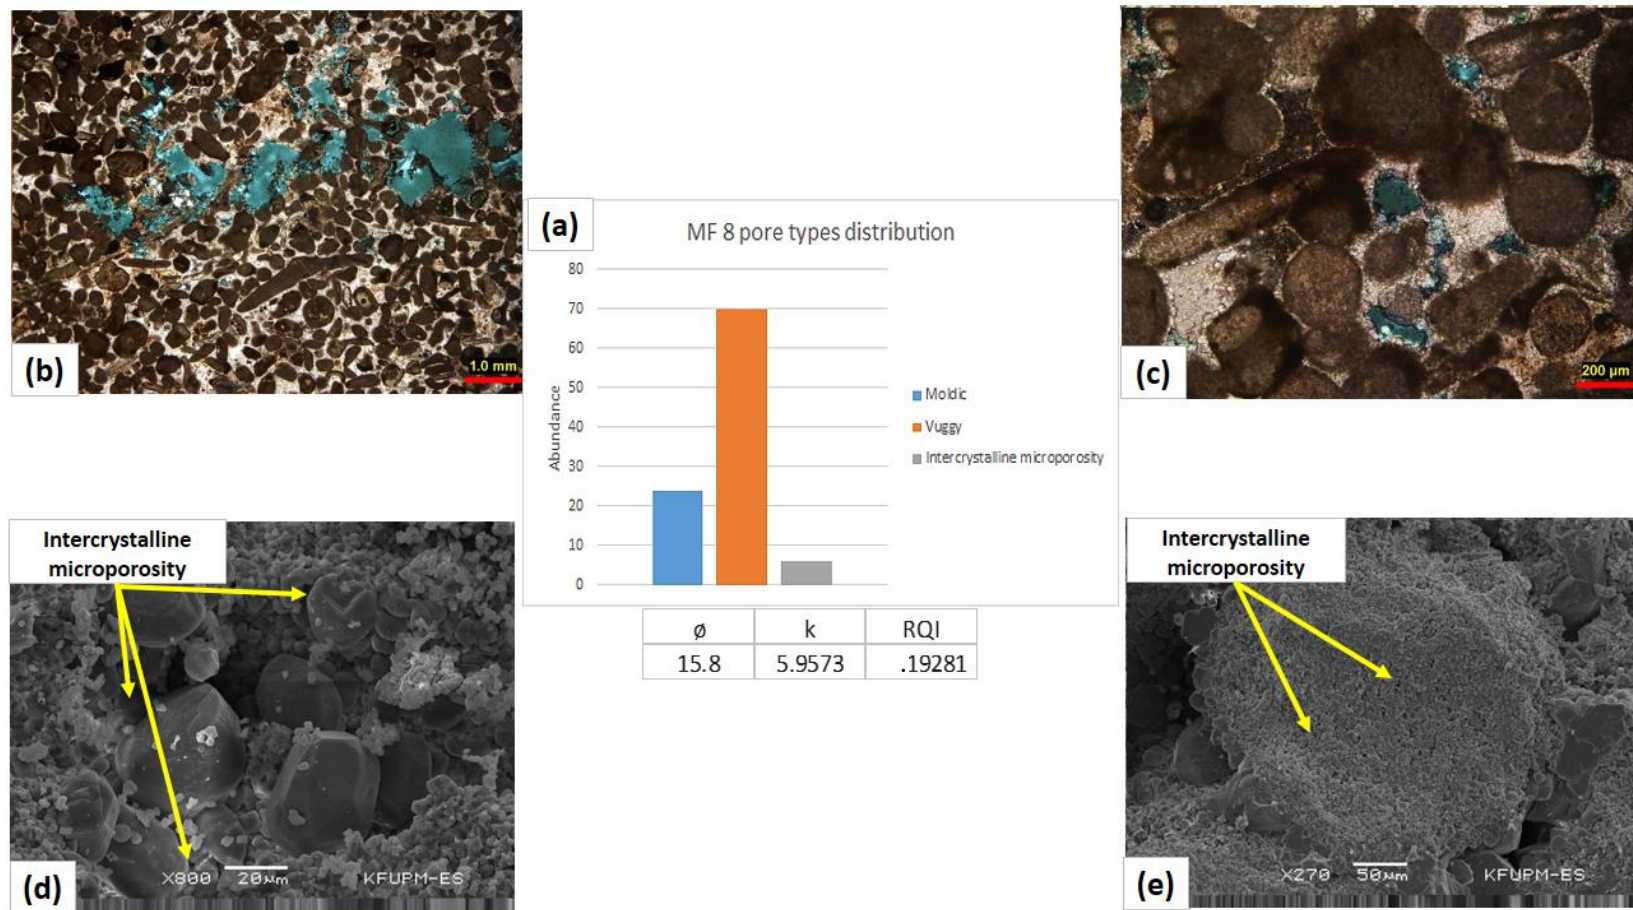 (a)
MF 8 pore types distribution
80
70
60
50
40
30
20
10
0
Abundance
Moldic
Vuggy
Intercrystalline microporosity
ø k RQI
15.8 5.9573 .19281
(b)
1.0 mm
(c)
200 µm
Intercrystalline
microporosity
X800 20µm KFUPM-ES
(d)
Intercrystalline
microporosity
X270 50µm KFUPM-ES
(e)